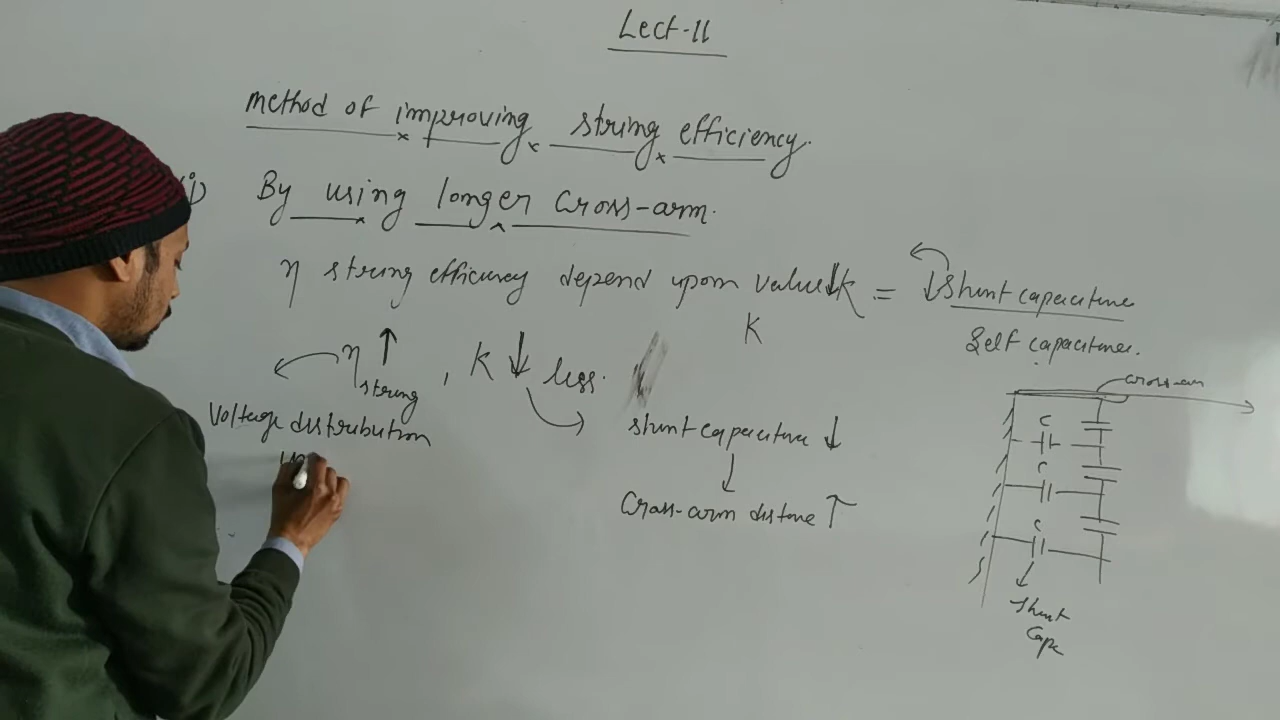 Lect-11
method of improving string efficiency.
(i) By using longer Cross-arm.
η string efficiency depend upon value ↓k = ↓Shunt capacitance
Self capacitance.
K
η string ↑ , K ↓ less.
Voltage distribution
shunt capacitance ↓
Cross-arm distance ↑
Cross-arm
C
C
C
Shunt
Capc